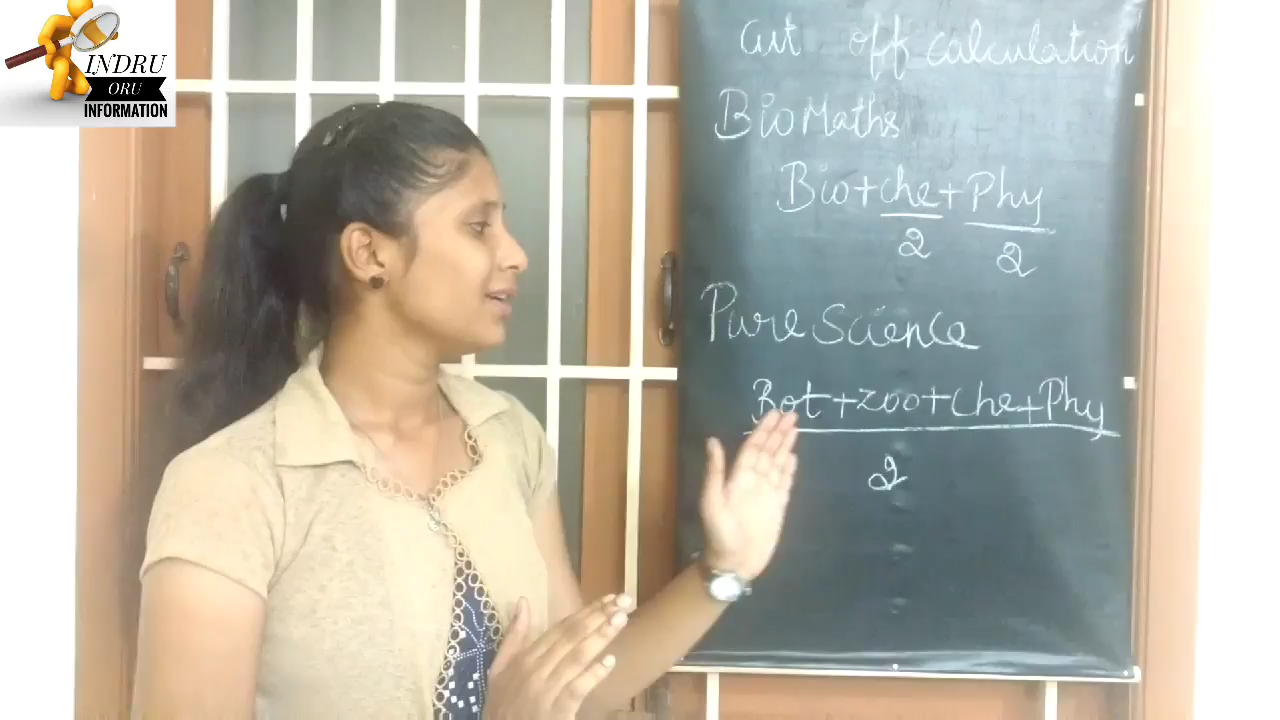 INDRU
ORU
INFORMATION
Cut off calculation
BioMaths
Bio+Che+Phy
2 2
Pure Science
Bot+Zoo+Che+Phy
2